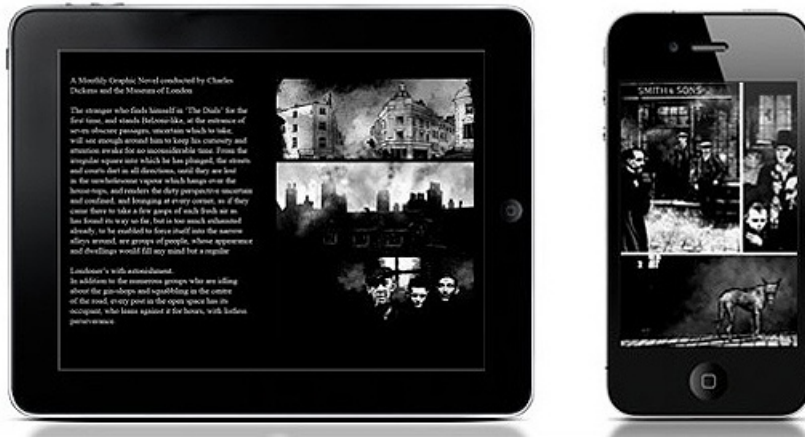 A Monthly Graphic Novel conducted by Charles
Dickens and the Museum of London
The stranger who finds himself in 'The Dials' for the
first time, and stands Belzoni-like, at the entrance of
seven obscure passages, uncertain which to take,
will see enough around him to keep his curiosity and
attention awake for no inconsiderable time. From the
irregular square into which he has plunged, the streets
and courts dart in all directions, until they are lost
in the unwholesome vapour which hangs over the
house-tops, and renders the dirty perspective uncertain
and confined; and lounging at every corner, as if they
came there to take a few gasps of such fresh air as
has found its way so far, but is too much exhausted
already, to be enabled to force itself into the narrow
alleys around, are groups of people, whose appearance
and dwellings would fill any mind but a regular
Londoner's with astonishment.
In addition to the numerous groups who are idling
about the gin-shops and squabbling in the centre
of the road, every post in the open space has its
occupant, who leans against it for hours, with listless
perseverance.
SMITH & SONS